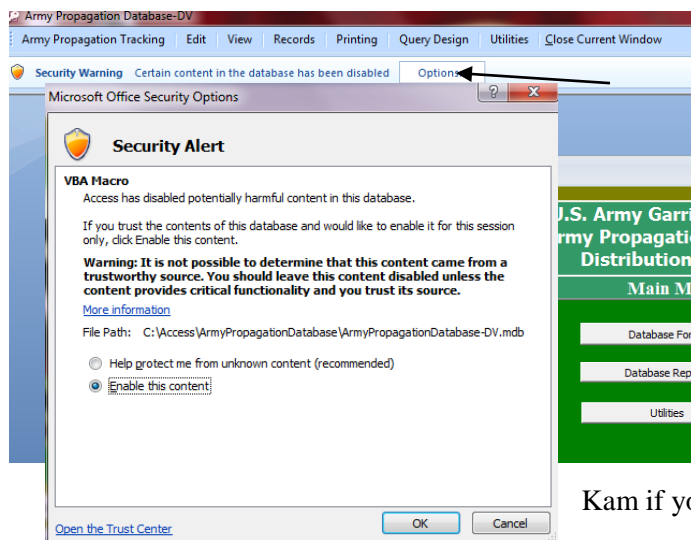 Army Propagation Database-DV
Army Propagation Tracking Edit View Records Printing Query Design Utilities Close Current Window
Security Warning Certain content in the database has been disabled Options
Microsoft Office Security Options
Security Alert
VBA Macro
Access has disabled potentially harmful content in this database.
If you trust the contents of this database and would like to enable it for this session
only, click Enable this content.
Warning: It is not possible to determine that this content came from a
trustworthy source. You should leave this content disabled unless the
content provides critical functionality and you trust its source.
More information
File Path: C:\Access\ArmyPropagationDatabase\ArmyPropagationDatabase-DV.mdb
Help protect me from unknown content (recommended)
Enable this content
Open the Trust Center
OK Cancel
J.S. Army Garri
rmy Propagati
Distribution
Main M
Database For
Database Rep
Utilities
Kam if yo